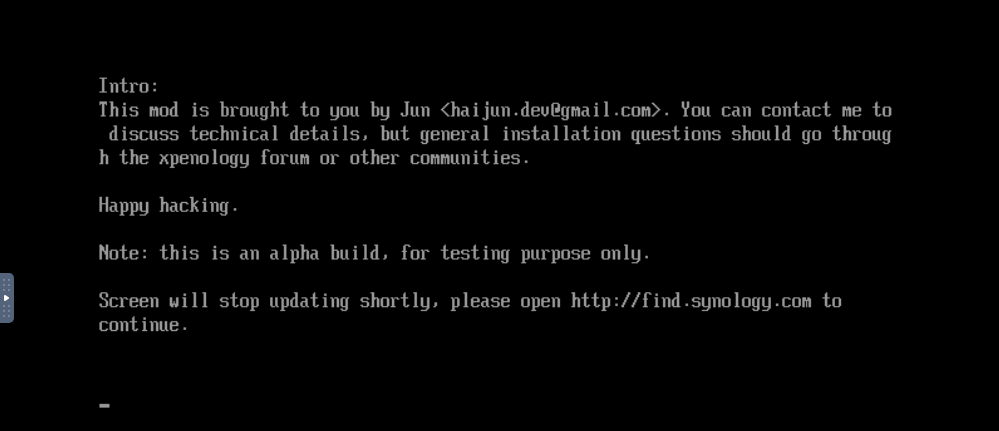 Intro:
This mod is brought to you by Jun <haijun.dev@gmail.com>. You can contact me to
 discuss technical details, but general installation questions should go throug
h the xpenology forum or other communities.
Happy hacking.
Note: this is an alpha build, for testing purpose only.
Screen will stop updating shortly, please open http://find.synology.com to
continue.